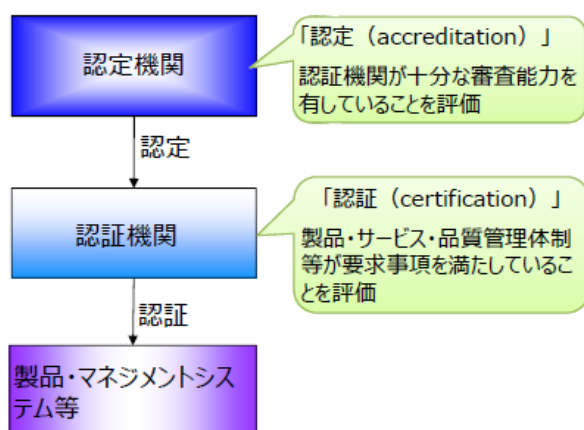 認定機関
「認定（accreditation）」
認証機関が十分な審査能力を
有していることを評価
認定
認証機関
「認証（certification）」
製品・サービス・品質管理体制
等が要求事項を満たしているこ
とを評価
認証
製品・マネジメントシス
テム等